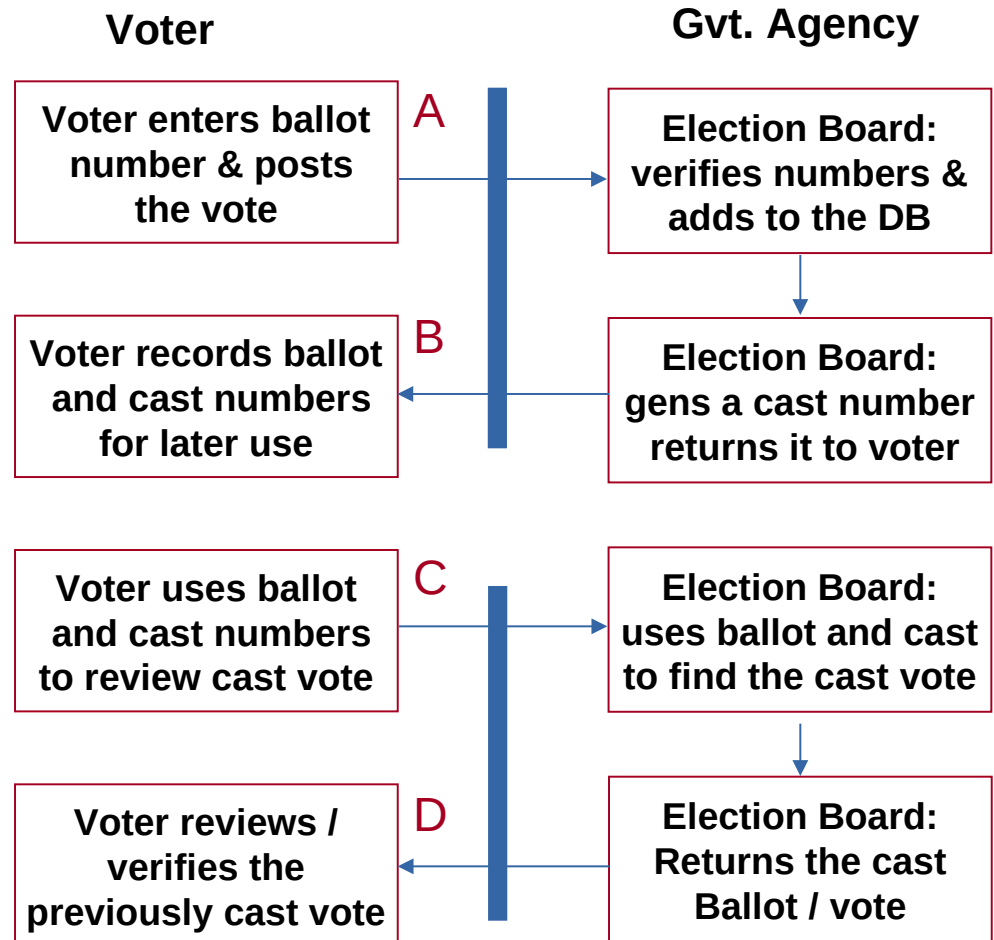 Voter
Gvt. Agency
Voter enters ballot
number & posts
the vote
A
Election Board:
verifies numbers &
adds to the DB
Voter records ballot
and cast numbers
for later use
B
Election Board:
gens a cast number
returns it to voter
Voter uses ballot
and cast numbers
to review cast vote
C
Election Board:
uses ballot and cast
to find the cast vote
Voter reviews /
verifies the
previously cast vote
D
Election Board:
Returns the cast
Ballot / vote